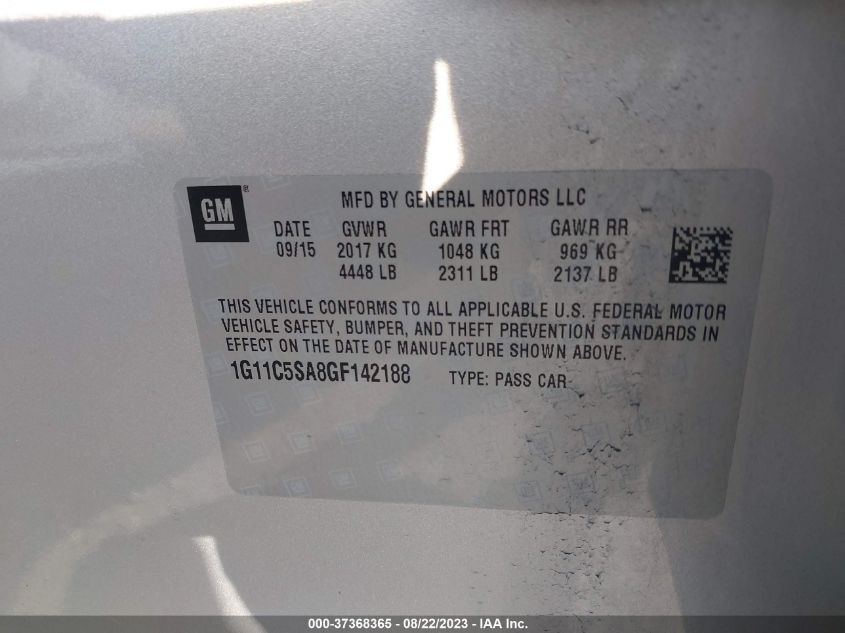 GM®
MFD BY GENERAL MOTORS LLC
DATE GVWR GAWR FRT GAWR RR
09/15 2017 KG 1048 KG 969 KG
4448 LB 2311 LB 2137 LB
THIS VEHICLE CONFORMS TO ALL APPLICABLE U.S. FEDERAL MOTOR
VEHICLE SAFETY, BUMPER, AND THEFT PREVENTION STANDARDS IN
EFFECT ON THE DATE OF MANUFACTURE SHOWN ABOVE.
1G11C5SA8GF142188 TYPE: PASS CAR
000-37368365 - 08/22/2023 - IAA Inc.